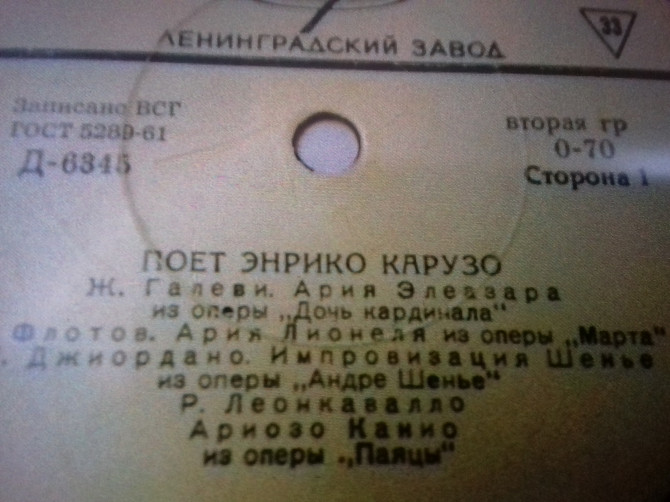 ЛЕНИНГРАДСКИЙ ЗАВОД
33
Записано ВСГ
ГОСТ 5289-61
Д-6345
вторая гр
0-70
Сторона 1
ПОЕТ ЭНРИКО КАРУЗО
Ж. Галеви. Ария Элеазара
из оперы „Дочь кардинала“
Флотов. Ария Лионеля из оперы „Марта“
. Джиордано. Импровизация Шенье
из оперы „Андре Шенье“
Р. Леонкавалло
Ариозо Канио
из оперы „Паяцы“